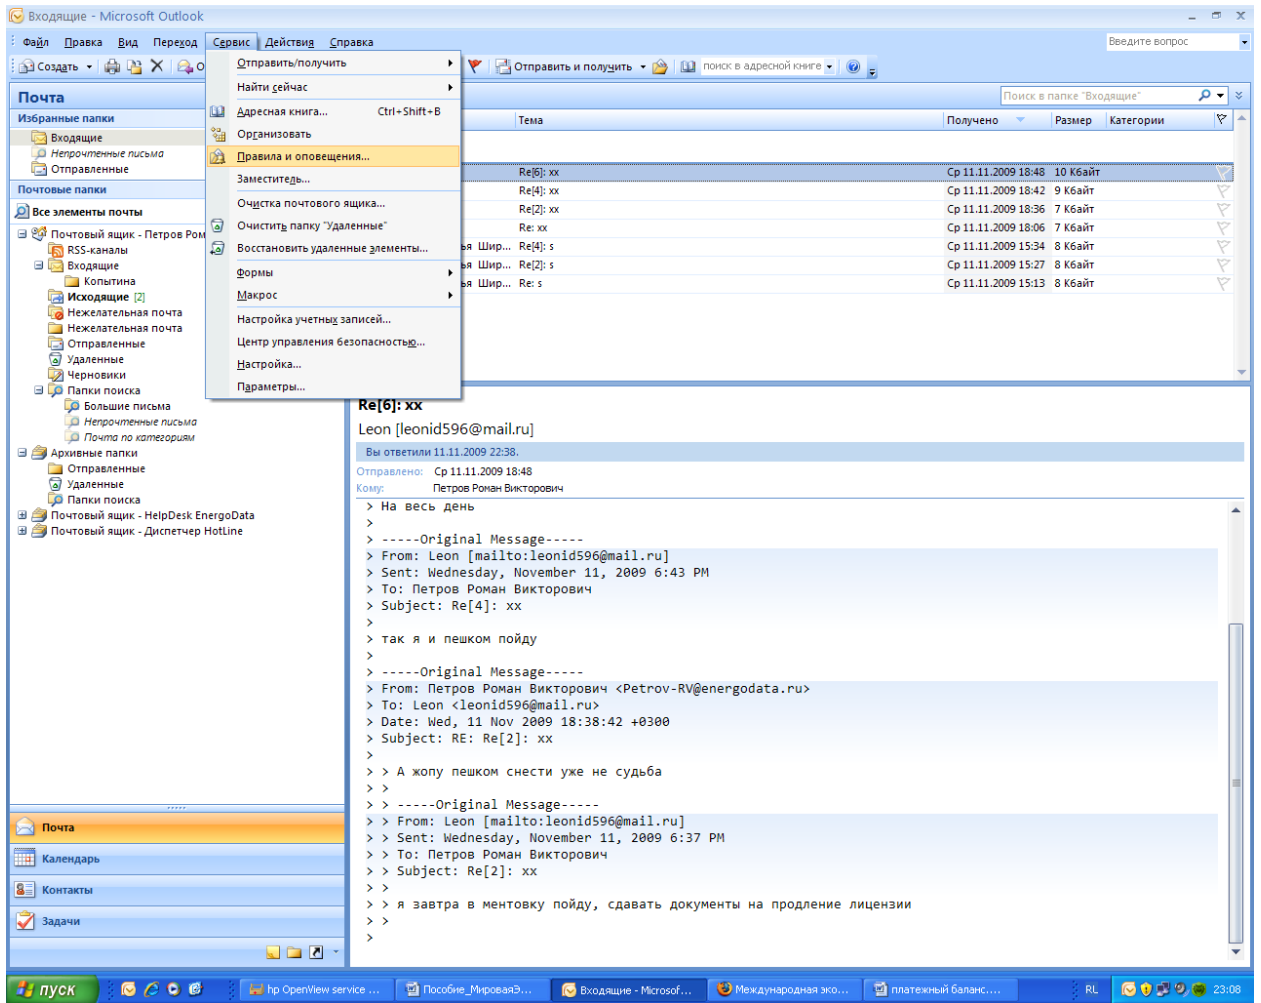 Входящие - Microsoft Outlook
Файл Правка Вид Переход Сервис Действия Справка
Введите вопрос
Создать
Отправить и получить
поиск в адресной книге
Почта
Поиск в папке "Входящие"
Избранные папки
Входящие
Непрочтенные письма
Отправленные
Почтовые папки
Все элементы почты
Почтовый ящик - Петров Ром
RSS-каналы
Входящие
Копытина
Исходящие [2]
Нежелательная почта
Нежелательная почта
Отправленные
Удаленные
Черновики
Папки поиска
Большие письма
Непрочтенные письма
Почта по категориям
Архивные папки
Отправленные
Удаленные
Папки поиска
Почтовый ящик - HelpDesk EnergoData
Почтовый ящик - Диспетчер HotLine
Почта
Календарь
Контакты
Задачи
Отправить/получить
Найти сейчас
Адресная книга... Ctrl+Shift+B
Организовать
Правила и оповещения...
Заместитель...
Очистка почтового ящика...
Очистить папку "Удаленные"
Восстановить удаленные элементы...
Формы
Макрос
Настройка учетных записей...
Центр управления безопасностью...
Настройка...
Параметры...
Тема Получено Размер Категории
Re[6]: xx Ср 11.11.2009 18:48 10 Кбайт
Re[4]: xx Ср 11.11.2009 18:42 9 Кбайт
Re[2]: xx Ср 11.11.2009 18:36 7 Кбайт
Re: xx Ср 11.11.2009 18:06 7 Кбайт
ья Шир... Re[4]: s Ср 11.11.2009 15:34 8 Кбайт
ья Шир... Re[2]: s Ср 11.11.2009 15:27 8 Кбайт
ья Шир... Re: s Ср 11.11.2009 15:13 8 Кбайт
Re[6]: xx
Leon [leonid596@mail.ru]
Вы ответили 11.11.2009 22:38.
Отправлено: Ср 11.11.2009 18:48
Кому: Петров Роман Викторович
> На весь день
>
> -----Original Message-----
> From: Leon [mailto:leonid596@mail.ru]
> Sent: Wednesday, November 11, 2009 6:43 PM
> To: Петров Роман Викторович
> Subject: Re[4]: xx
>
> так я и пешком пойду
>
> -----Original Message-----
> From: Петров Роман Викторович <Petrov-RV@energodata.ru>
> To: Leon <leonid596@mail.ru>
> Date: Wed, 11 Nov 2009 18:38:42 +0300
> Subject: RE: Re[2]: xx
>
> > А жопу пешком снести уже не судьба
> >
> > -----Original Message-----
> > From: Leon [mailto:leonid596@mail.ru]
> > Sent: Wednesday, November 11, 2009 6:37 PM
> > To: Петров Роман Викторович
> > Subject: Re[2]: xx
> >
> > я завтра в ментовку пойду, сдавать документы на продление лицензии
> >
>
пуск
hp OpenView service ...
Пособие_МироваяЭ...
Входящие - Microsof...
Международная эко...
платежный баланс....
RL
23:08